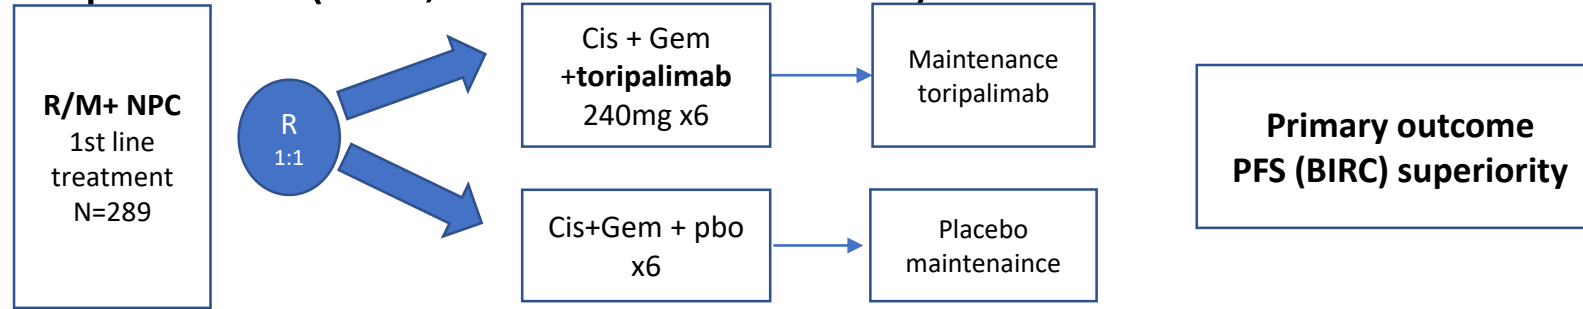 R/M+ NPC
1st line
treatment
N=289
R
1:1
Cis + Gem
+toripalimab
240mg x6
Maintenance
toripalimab
Cis+Gem + pbo
x6
Placebo
maintenaince
Primary outcome
PFS (BIRC) superiority